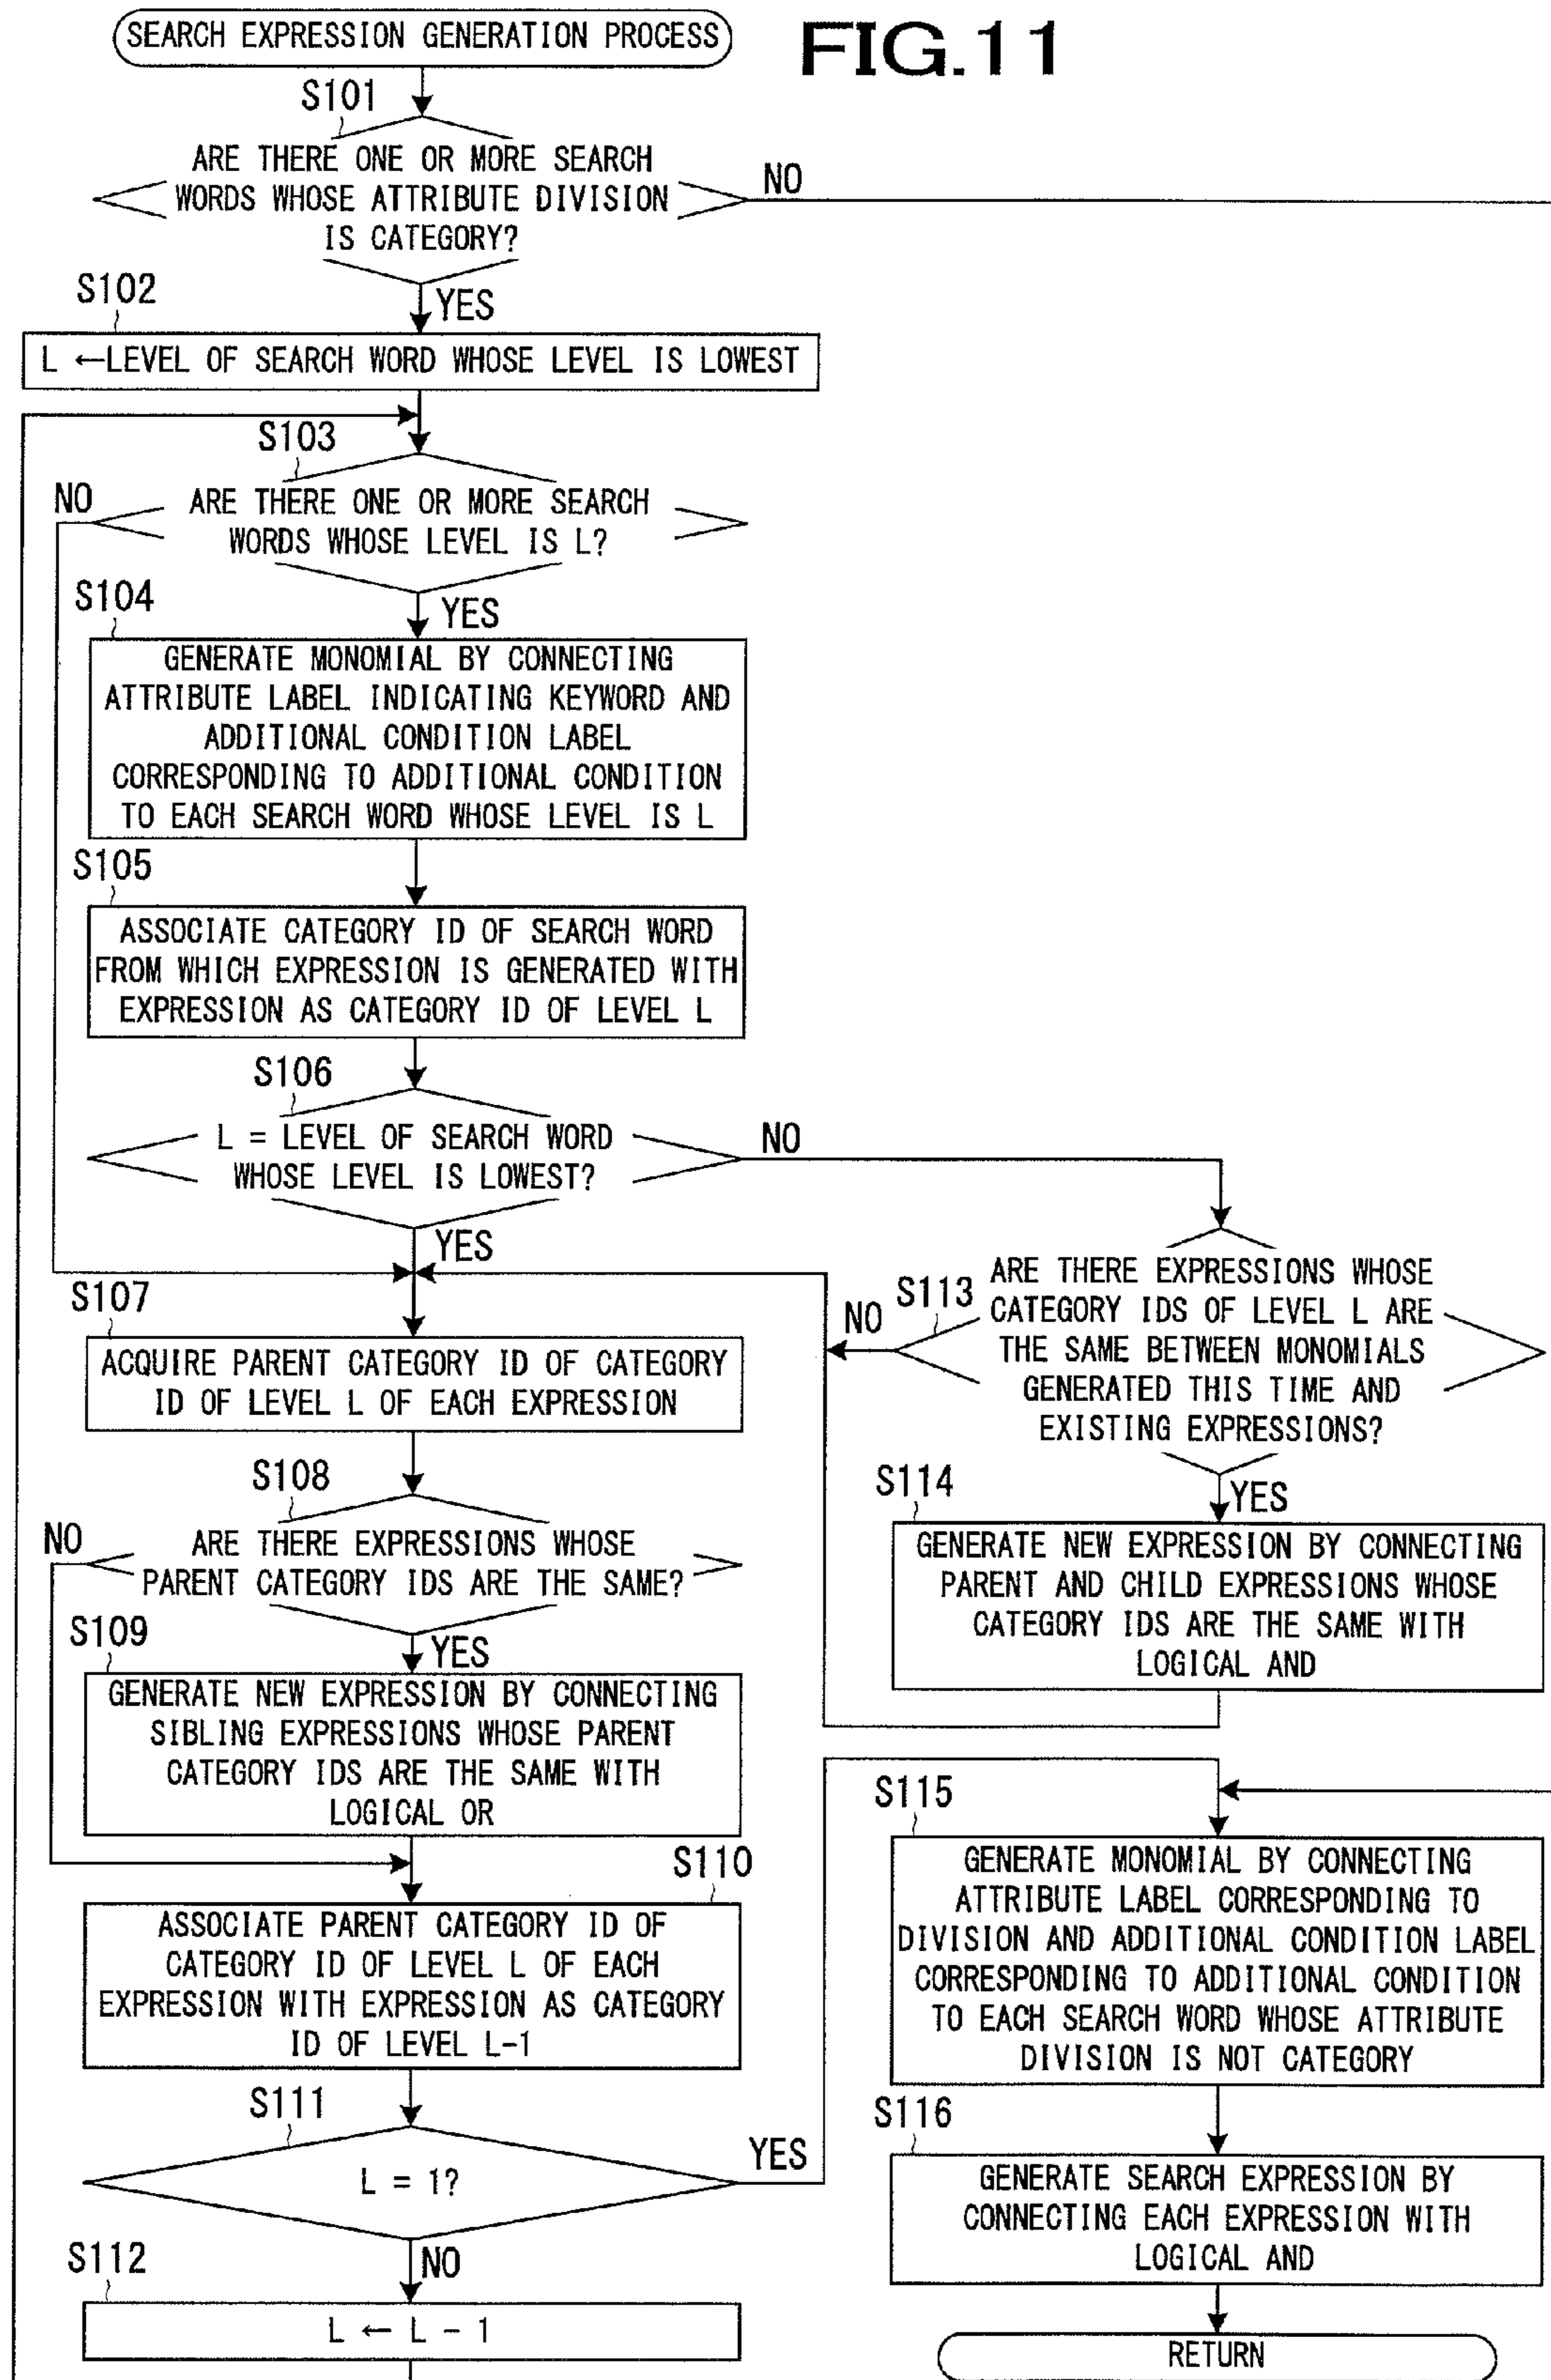 SEARCH EXPRESSION GENERATION PROCESS
FIG.11
S101
ARE THERE ONE OR MORE SEARCH
WORDS WHOSE ATTRIBUTE DIVISION
IS CATEGORY?
NO
YES
S102
L ←LEVEL OF SEARCH WORD WHOSE LEVEL IS LOWEST
S103
NO
ARE THERE ONE OR MORE SEARCH
WORDS WHOSE LEVEL IS L?
YES
S104
GENERATE MONOMIAL BY CONNECTING
ATTRIBUTE LABEL INDICATING KEYWORD AND
ADDITIONAL CONDITION LABEL
CORRESPONDING TO ADDITIONAL CONDITION
TO EACH SEARCH WORD WHOSE LEVEL IS L
S105
ASSOCIATE CATEGORY ID OF SEARCH WORD
FROM WHICH EXPRESSION IS GENERATED WITH
EXPRESSION AS CATEGORY ID OF LEVEL L
S106
L = LEVEL OF SEARCH WORD
WHOSE LEVEL IS LOWEST?
NO
YES
S107
ACQUIRE PARENT CATEGORY ID OF CATEGORY
ID OF LEVEL L OF EACH EXPRESSION
S108
NO
ARE THERE EXPRESSIONS WHOSE
PARENT CATEGORY IDS ARE THE SAME?
YES
S109
GENERATE NEW EXPRESSION BY CONNECTING
SIBLING EXPRESSIONS WHOSE PARENT
CATEGORY IDS ARE THE SAME WITH
LOGICAL OR
S110
ASSOCIATE PARENT CATEGORY ID OF
CATEGORY ID OF LEVEL L OF EACH
EXPRESSION WITH EXPRESSION AS CATEGORY
ID OF LEVEL L-1
S111
L = 1?
YES
NO
S112
L ← L - 1
S113
NO
ARE THERE EXPRESSIONS WHOSE
CATEGORY IDS OF LEVEL L ARE
THE SAME BETWEEN MONOMIALS
GENERATED THIS TIME AND
EXISTING EXPRESSIONS?
YES
S114
GENERATE NEW EXPRESSION BY CONNECTING
PARENT AND CHILD EXPRESSIONS WHOSE
CATEGORY IDS ARE THE SAME WITH
LOGICAL AND
S115
GENERATE MONOMIAL BY CONNECTING
ATTRIBUTE LABEL CORRESPONDING TO
DIVISION AND ADDITIONAL CONDITION LABEL
CORRESPONDING TO ADDITIONAL CONDITION
TO EACH SEARCH WORD WHOSE ATTRIBUTE
DIVISION IS NOT CATEGORY
S116
GENERATE SEARCH EXPRESSION BY
CONNECTING EACH EXPRESSION WITH
LOGICAL AND
RETURN